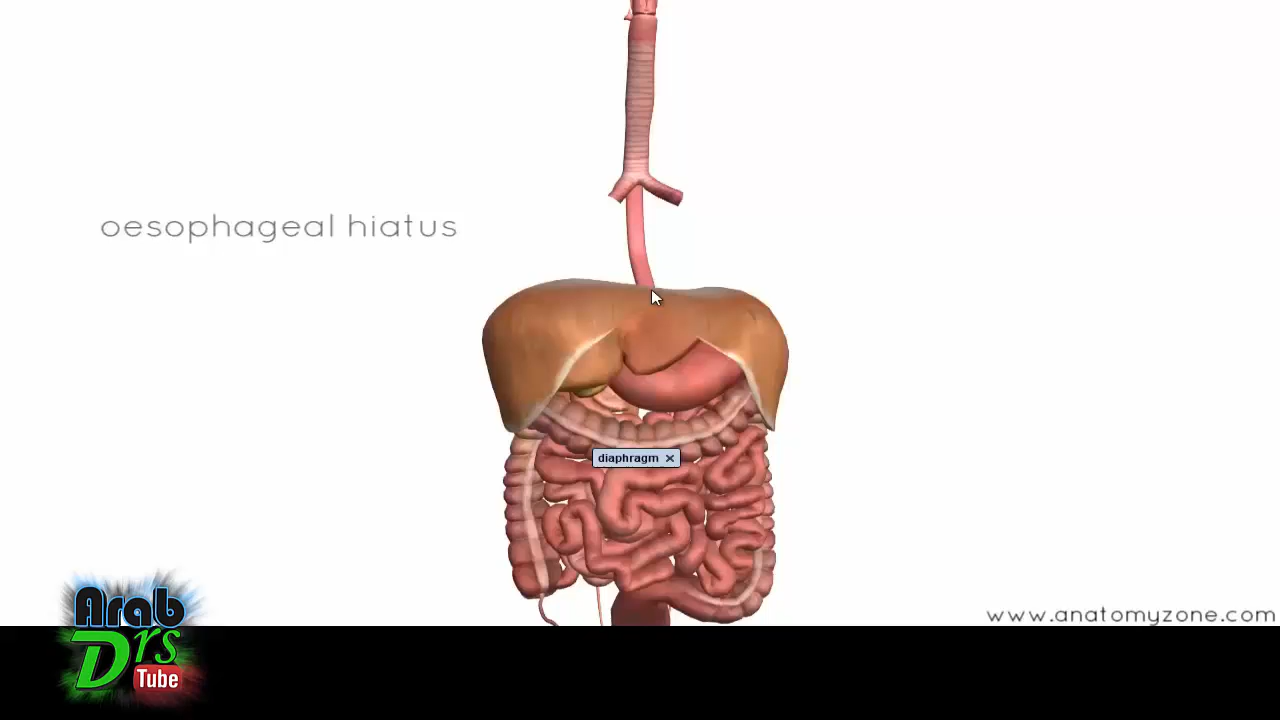 oesophageal hiatus
diaphragm
www.anatomyzone.com
Arab
Drs
Tube